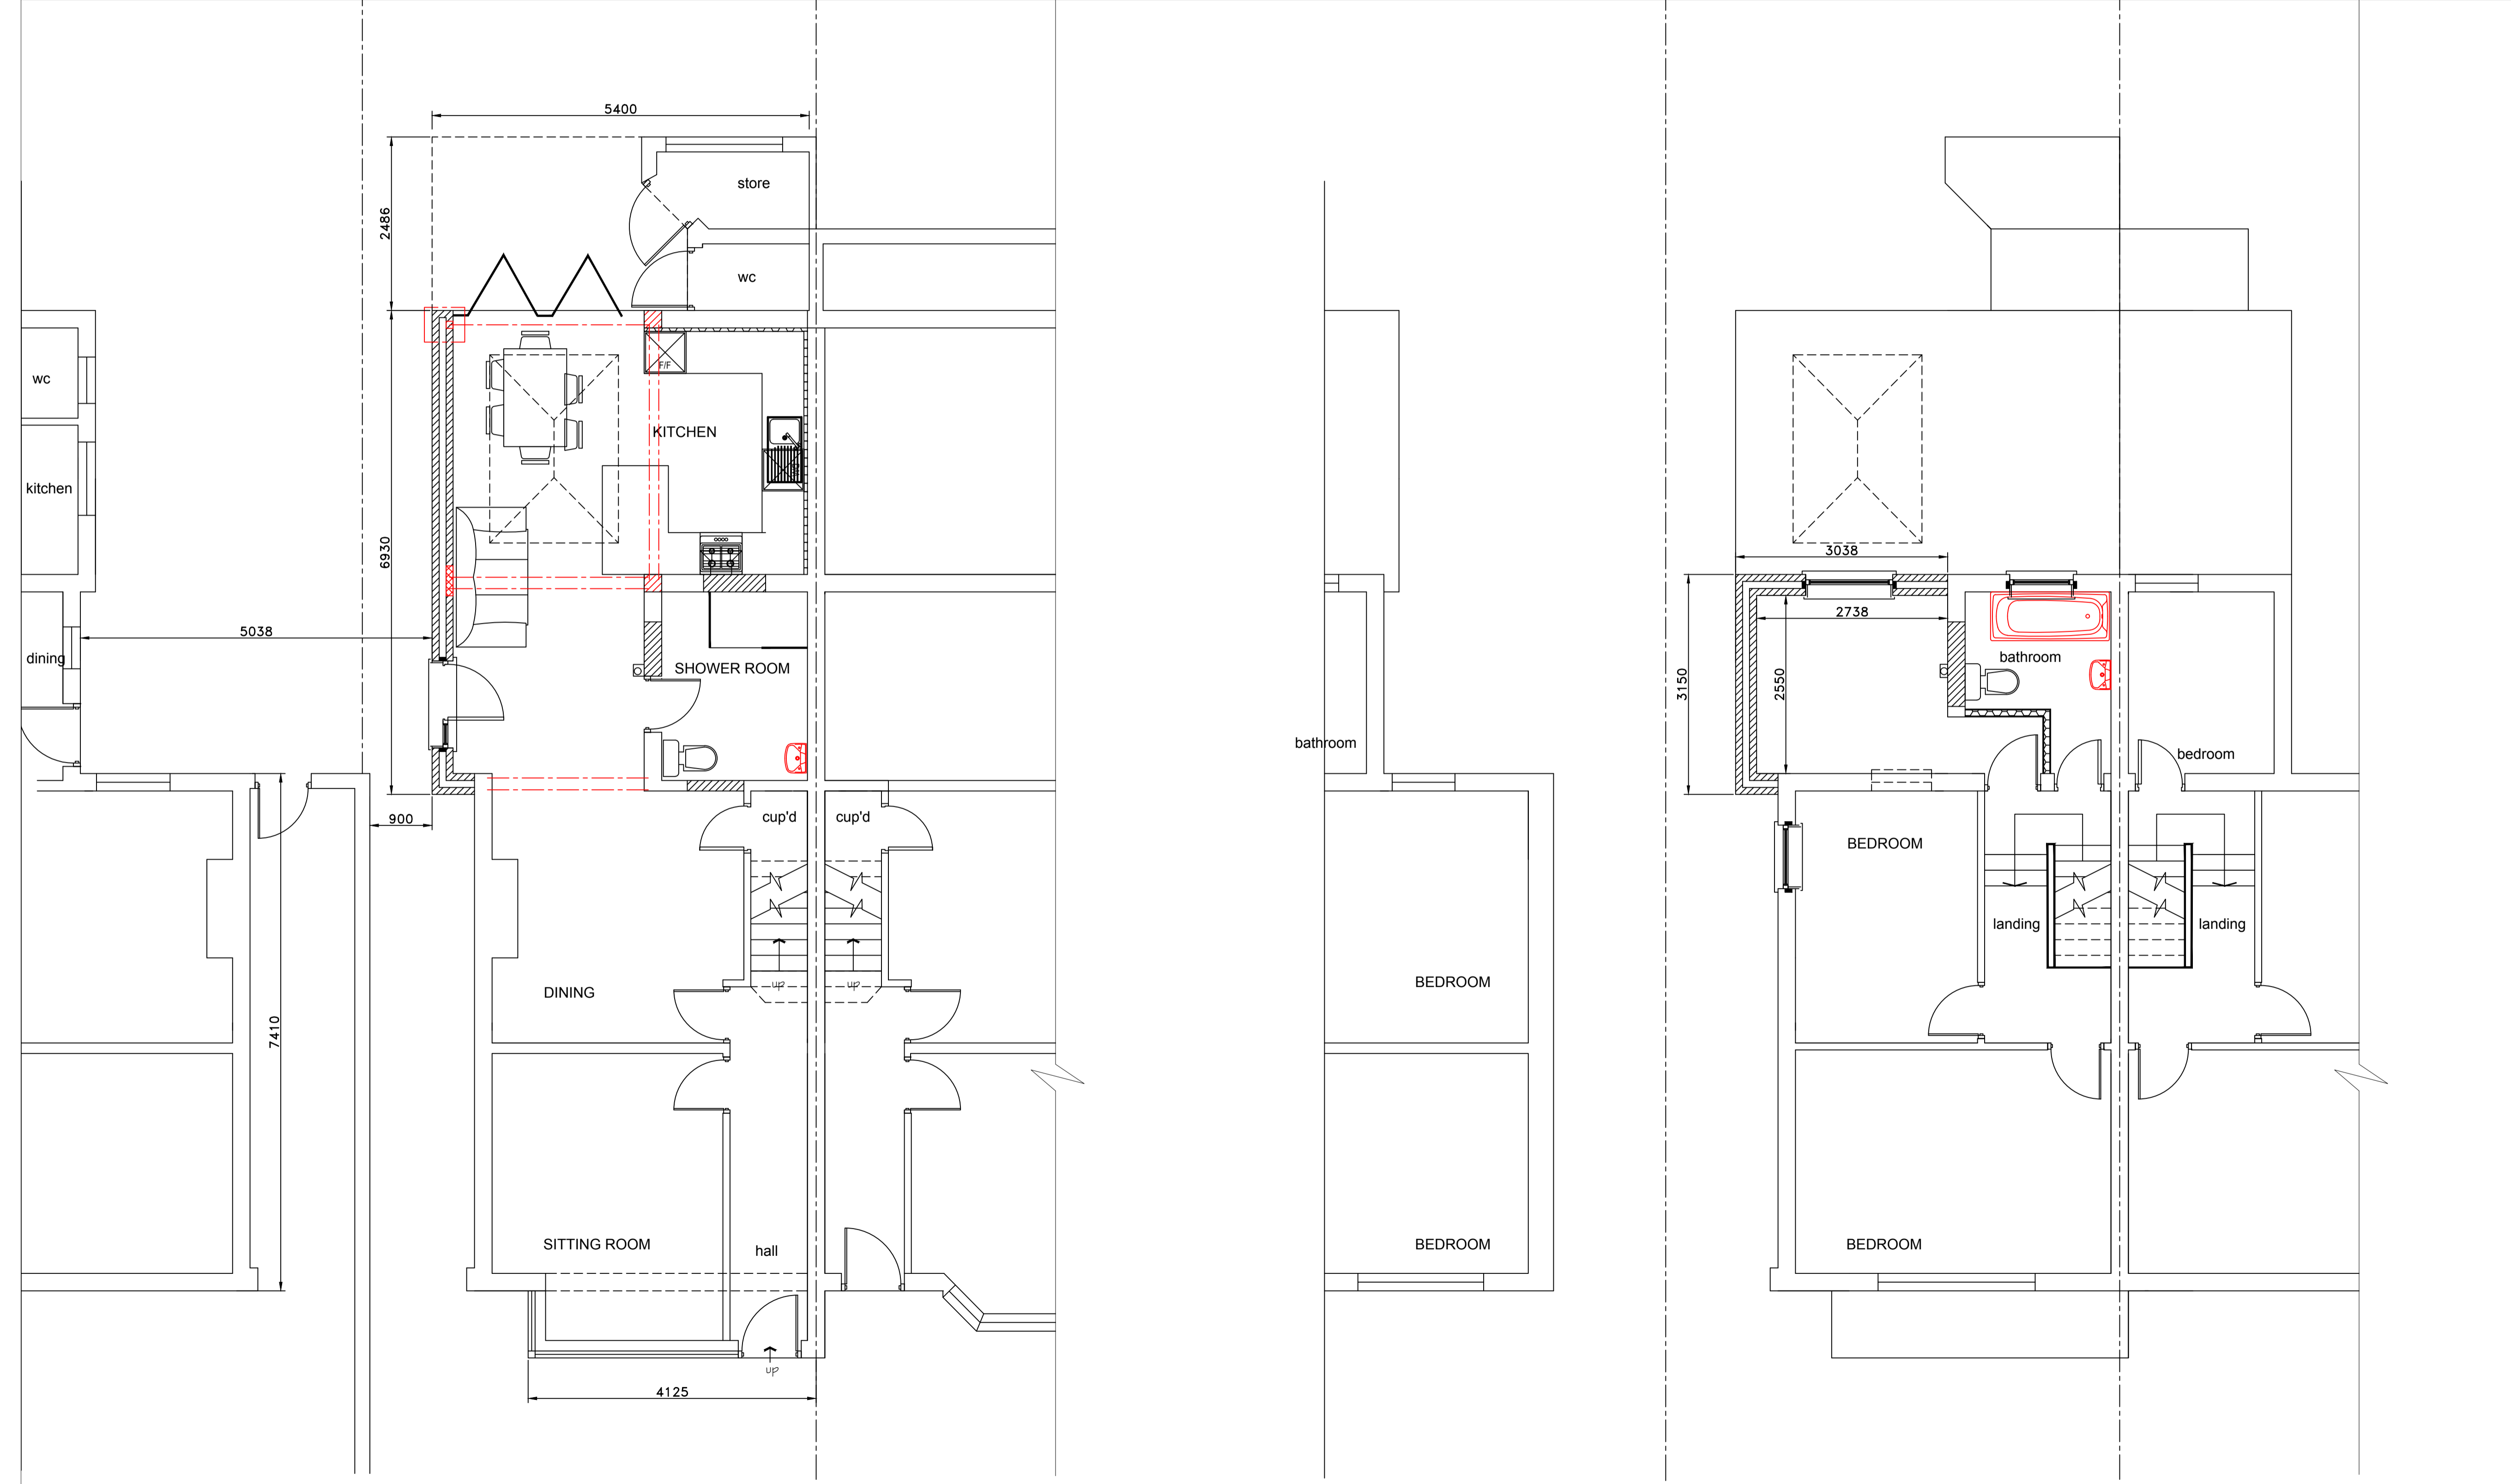 5400
store
2486
wc
wc
F/F
KITCHEN
kitchen
6930
3038
5038
2738
dining
SHOWER ROOM
bathroom
3150
2550
bathroom
bedroom
900
cup'd
cup'd
BEDROOM
landing
landing
DINING
up
up
BEDROOM
7410
SITTING ROOM
hall
BEDROOM
BEDROOM
up
4125